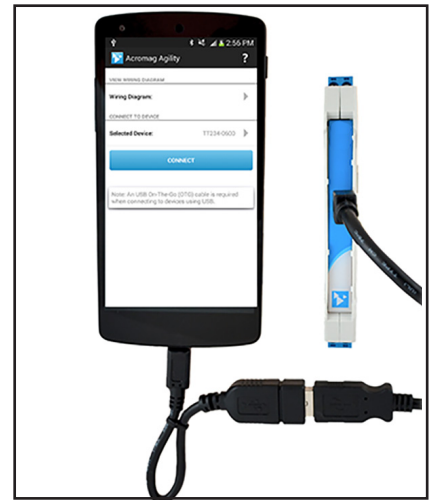 2:56 PM
Acromag Agility ?
VIEW WIRING DIAGRAM
Wiring Diagram:
CONNECT TO DEVICE
Selected Device: TT234-0603
CONNECT
Note: An USB On-The-Go (OTG) cable is required
when connecting to devices using USB.